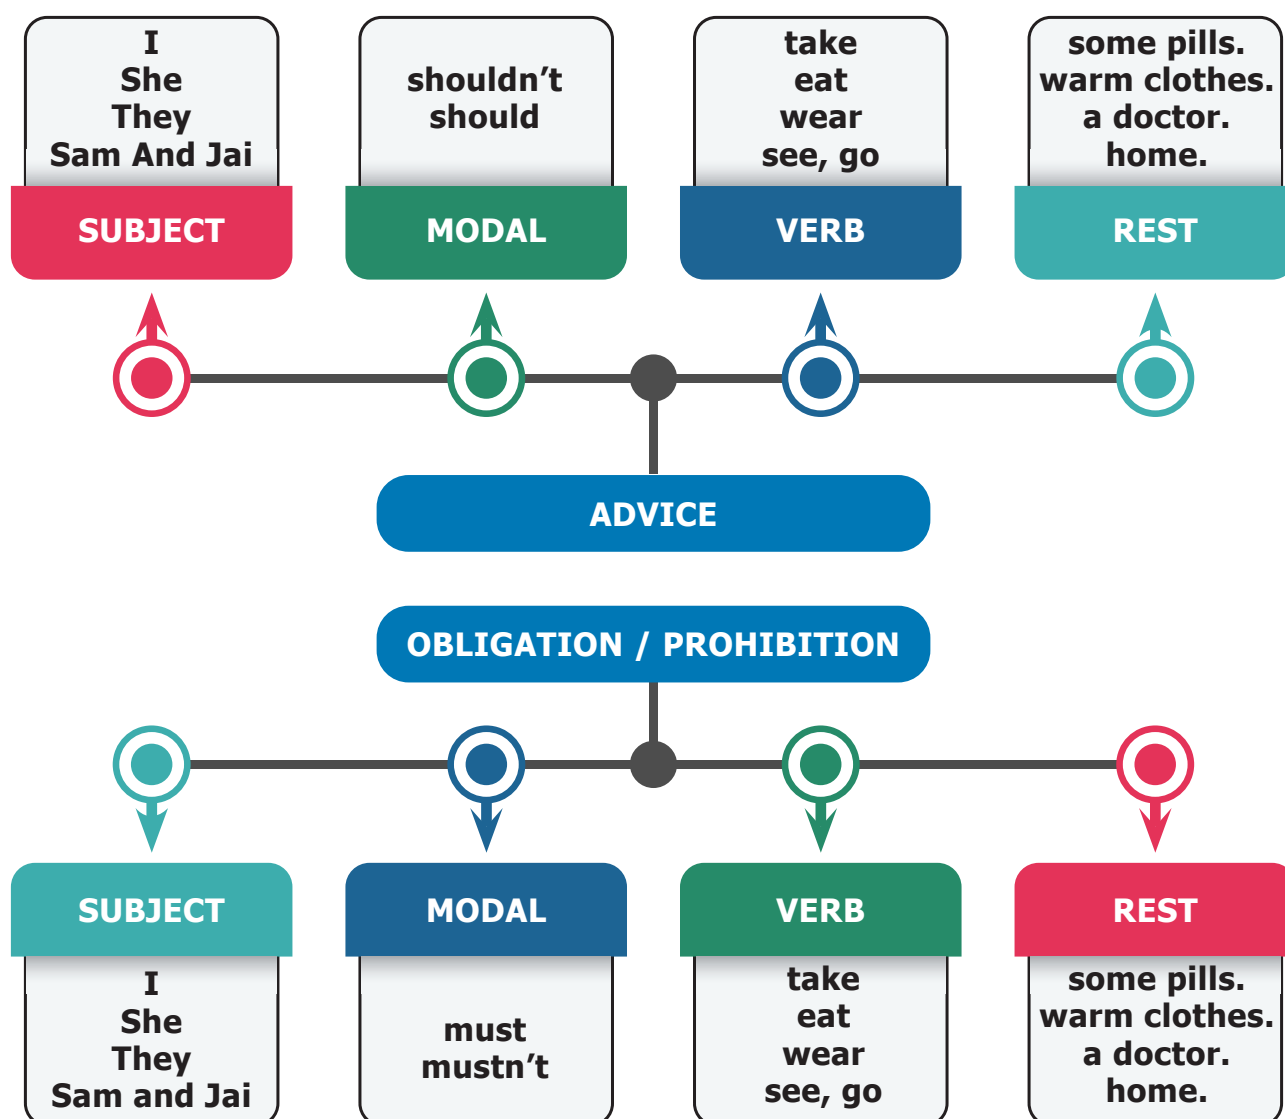 I
She
They
Sam And Jai
SUBJECT
shouldn’t
should
MODAL
take
eat
wear
see, go
VERB
some pills.
warm clothes.
a doctor.
home.
REST
ADVICE
OBLIGATION / PROHIBITION
SUBJECT
I
She
They
Sam and Jai
MODAL
must
mustn’t
VERB
take
eat
wear
see, go
REST
some pills.
warm clothes.
a doctor.
home.